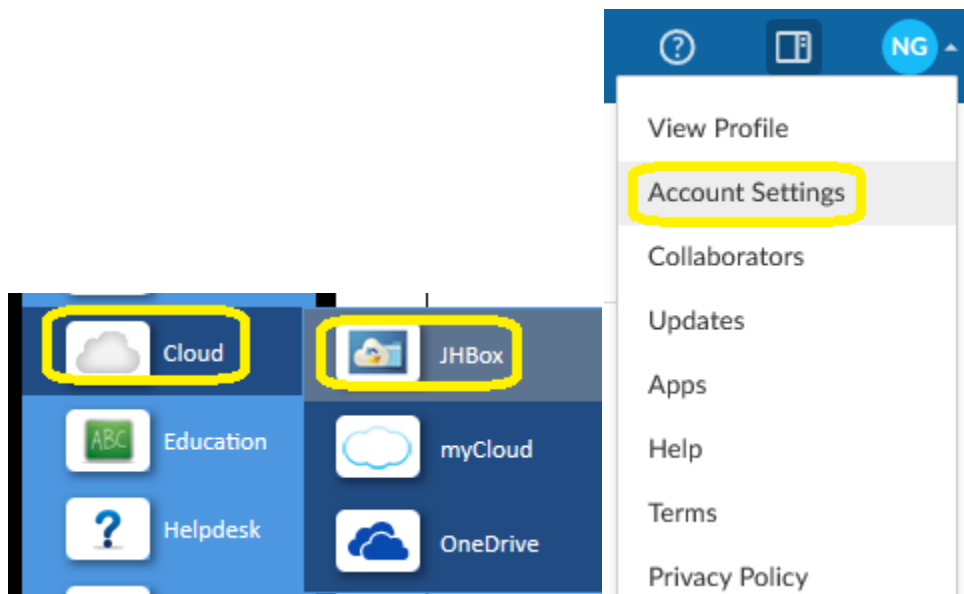 Cloud
ABC
Education
?
Helpdesk
JHBox
myCloud
OneDrive
?
NG
View Profile
Account Settings
Collaborators
Updates
Apps
Help
Terms
Privacy Policy